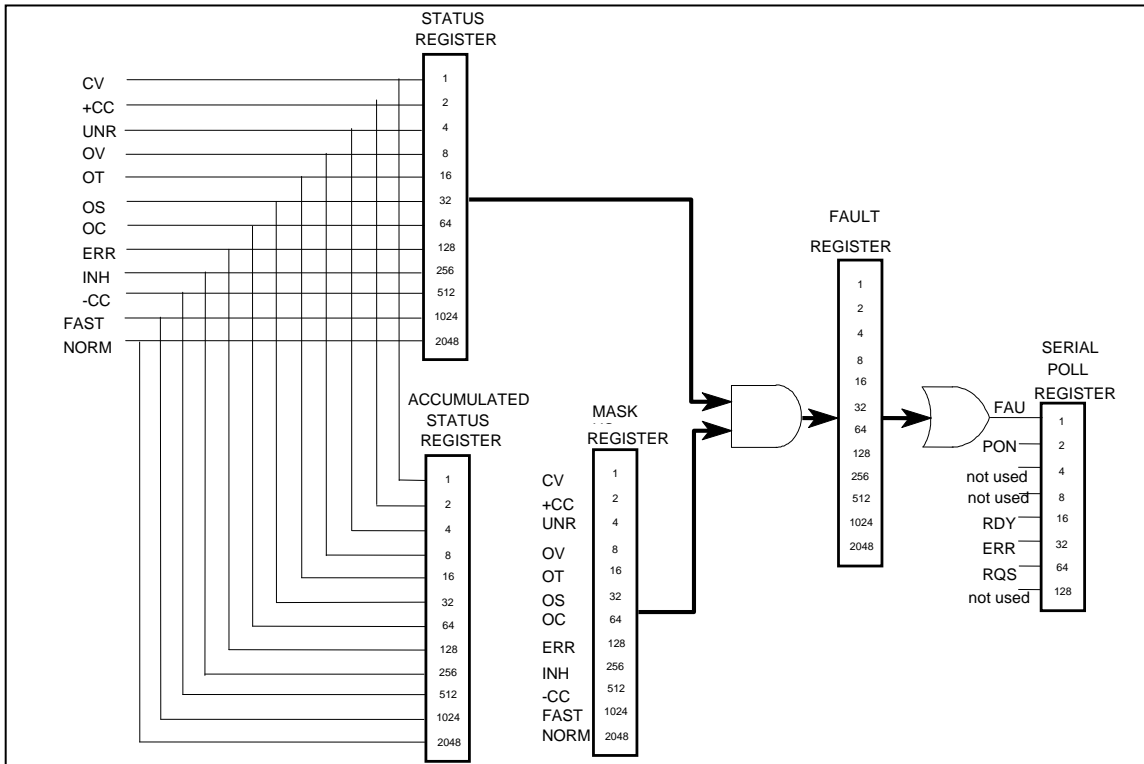 STATUS
REGISTER
CV
+CC
UNR
OV
OT
OS
OC
ERR
INH
-CC
FAST
NORM
1
2
4
8
16
32
64
128
256
512
1024
2048
ACCUMULATED
STATUS
REGISTER
1
2
4
8
16
32
64
128
256
512
1024
2048
MASK
REGISTER
CV
+CC
UNR
OV
OT
OS
OC
ERR
INH
-CC
FAST
NORM
1
2
4
8
16
32
64
128
256
512
1024
2048
FAULT
REGISTER
1
2
4
8
16
32
64
128
256
512
1024
2048
SERIAL
POLL
REGISTER
FAU
PON
not used
not used
RDY
ERR
RQS
not used
1
2
4
8
16
32
64
128